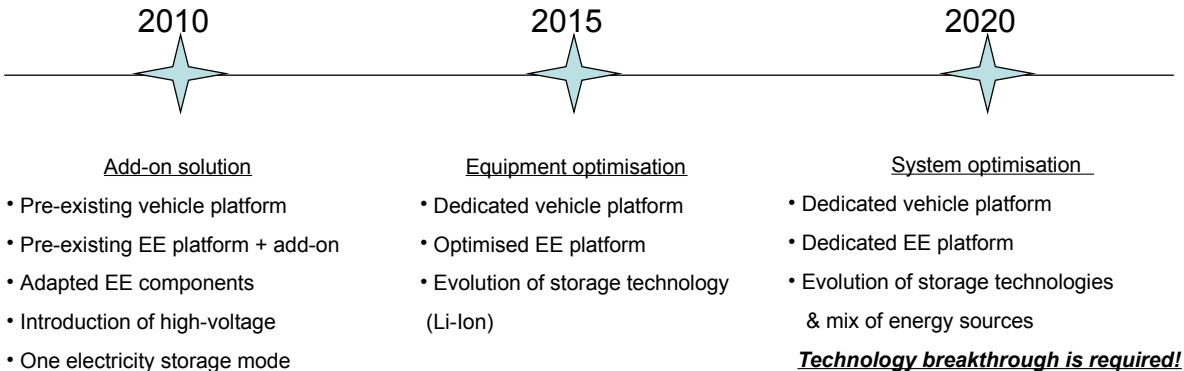 2010
2015
2020
Add-on solution
• Pre-existing vehicle platform
• Pre-existing EE platform + add-on
• Adapted EE components
• Introduction of high-voltage
• One electricity storage mode
Equipment optimisation
• Dedicated vehicle platform
• Optimised EE platform
• Evolution of storage technology
(Li-Ion)
System optimisation
• Dedicated vehicle platform
• Dedicated EE platform
• Evolution of storage technologies
& mix of energy sources
Technology breakthrough is required!